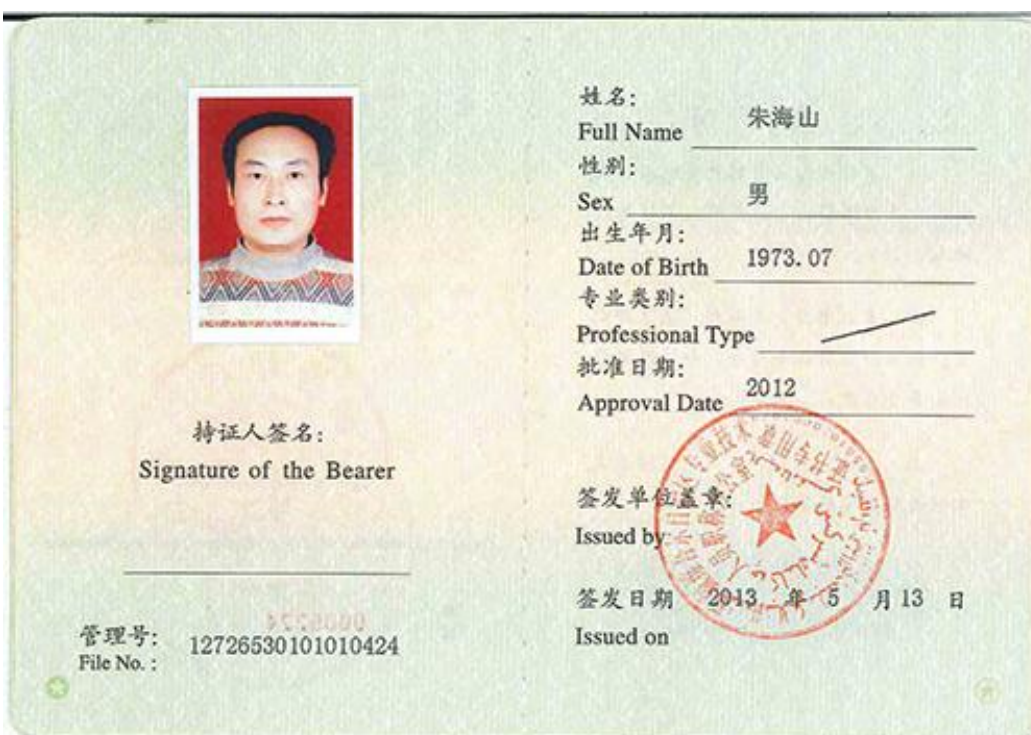 持证人签名:
Signature of the Bearer
管理号:
File No. :
12726530101010424
姓名:
Full Name
朱海山
性别:
Sex
男
出生年月:
Date of Birth
1973.07
专业类别:
Professional Type
批准日期:
Approval Date
2012
签发单位盖章:
Issued by
签发日期 2013 年 5 月 13 日
Issued on